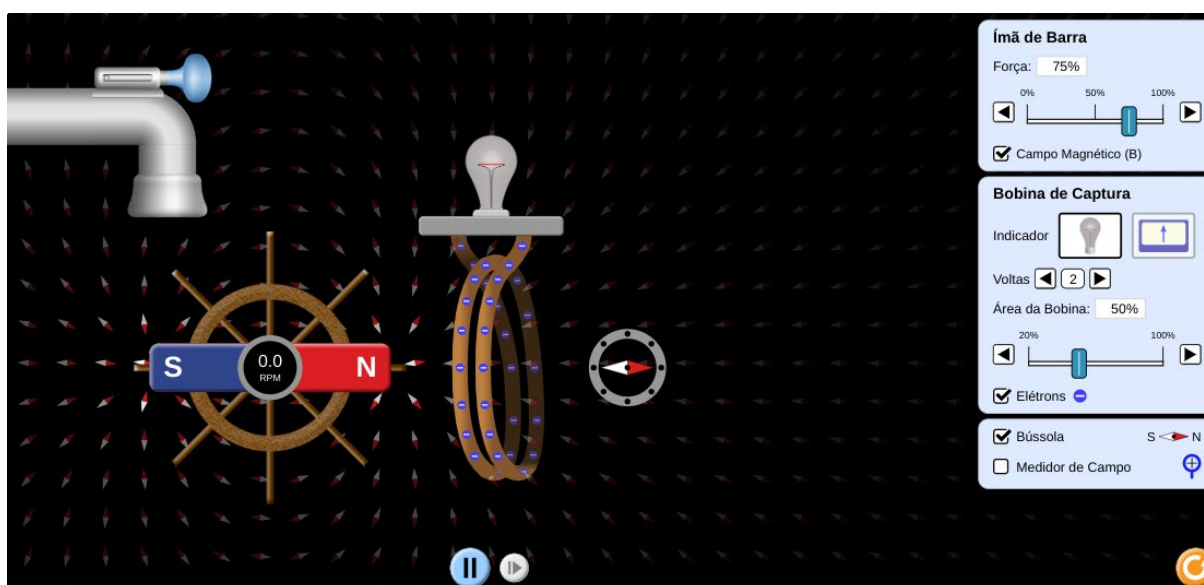 Ímã de Barra
Força: 75%
0% 50% 100%
Campo Magnético (B)
Bobina de Captura
Indicador
Voltas 2
Área da Bobina: 50%
20% 100%
Elétrons
Bússola S N
Medidor de Campo
S 0.0 N
RPM